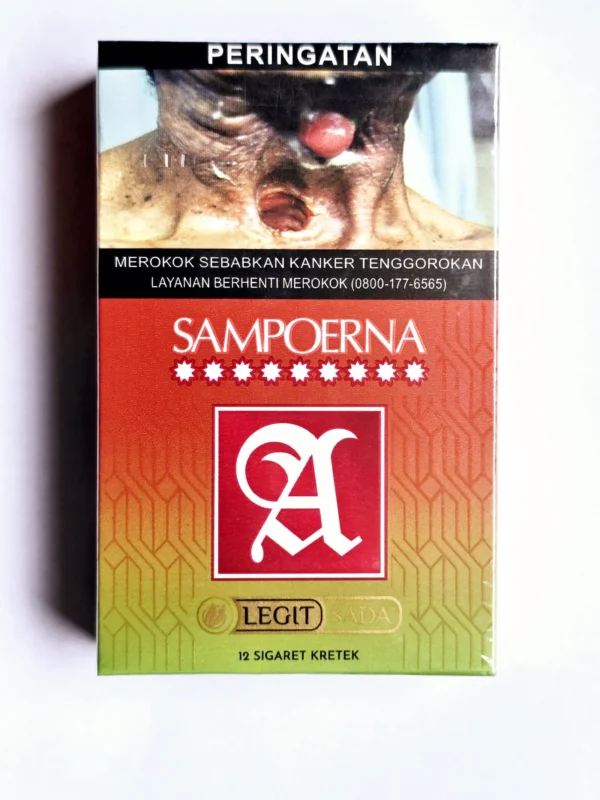 PERINGATAN
MEROKOK SEBABKAN KANKER TENGGOROKAN
LAYANAN BERHENTI MEROKOK (0800-177-6565)
SAMPOERNA
A
LEGIT SADA
12 SIGARET KRETEK